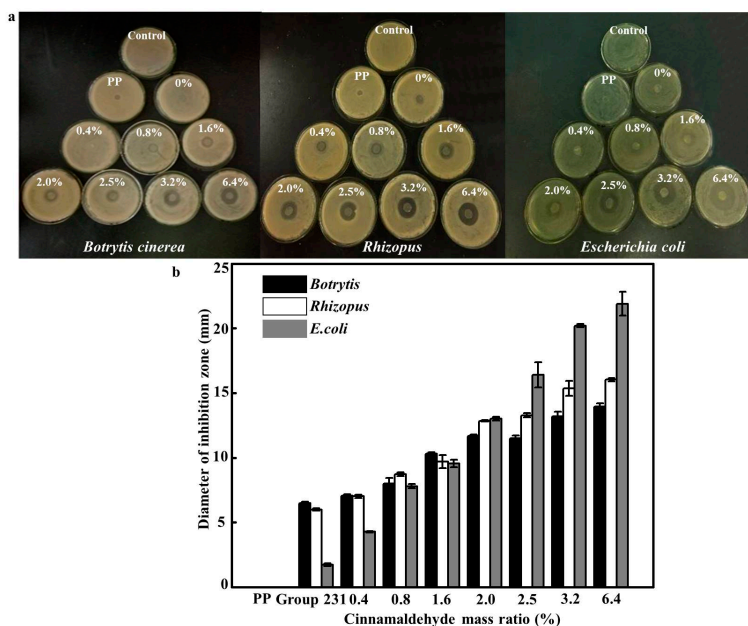 a
Control
PP
0%
0.4%
0.8%
1.6%
2.0%
2.5%
3.2%
6.4%
Botrytis cinerea
Control
PP
0%
0.4%
0.8%
1.6%
2.0%
2.5%
3.2%
6.4%
Rhizopus
Control
PP
0%
0.4%
0.8%
1.6%
2.0%
2.5%
3.2%
6.4%
Escherichia coli
b
Diameter of inhibition zone (mm)
25
20
15
10
5
0
Botrytis
Rhizopus
E.coli
PP Group 231 0.4 0.8 1.6 2.0 2.5 3.2 6.4
Cinnamaldehyde mass ratio (%)